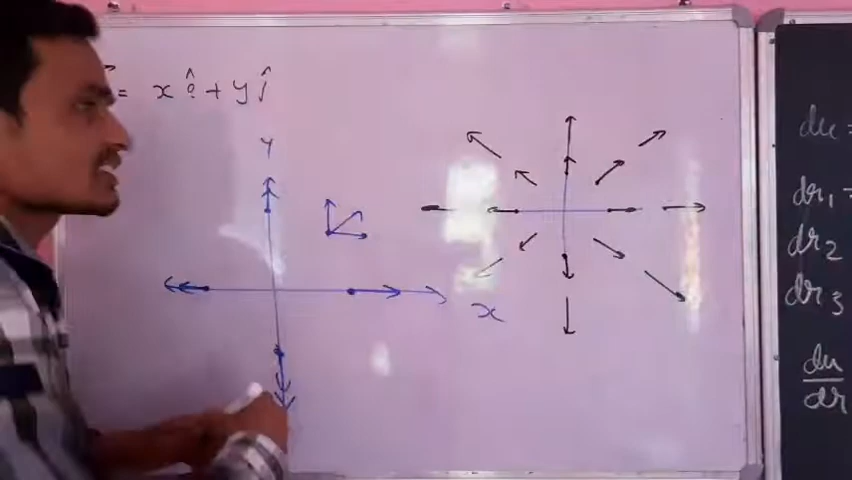 = x î + y ĵ
y
x
du =
dr₁ =
dr₂
dr₃
du
dr